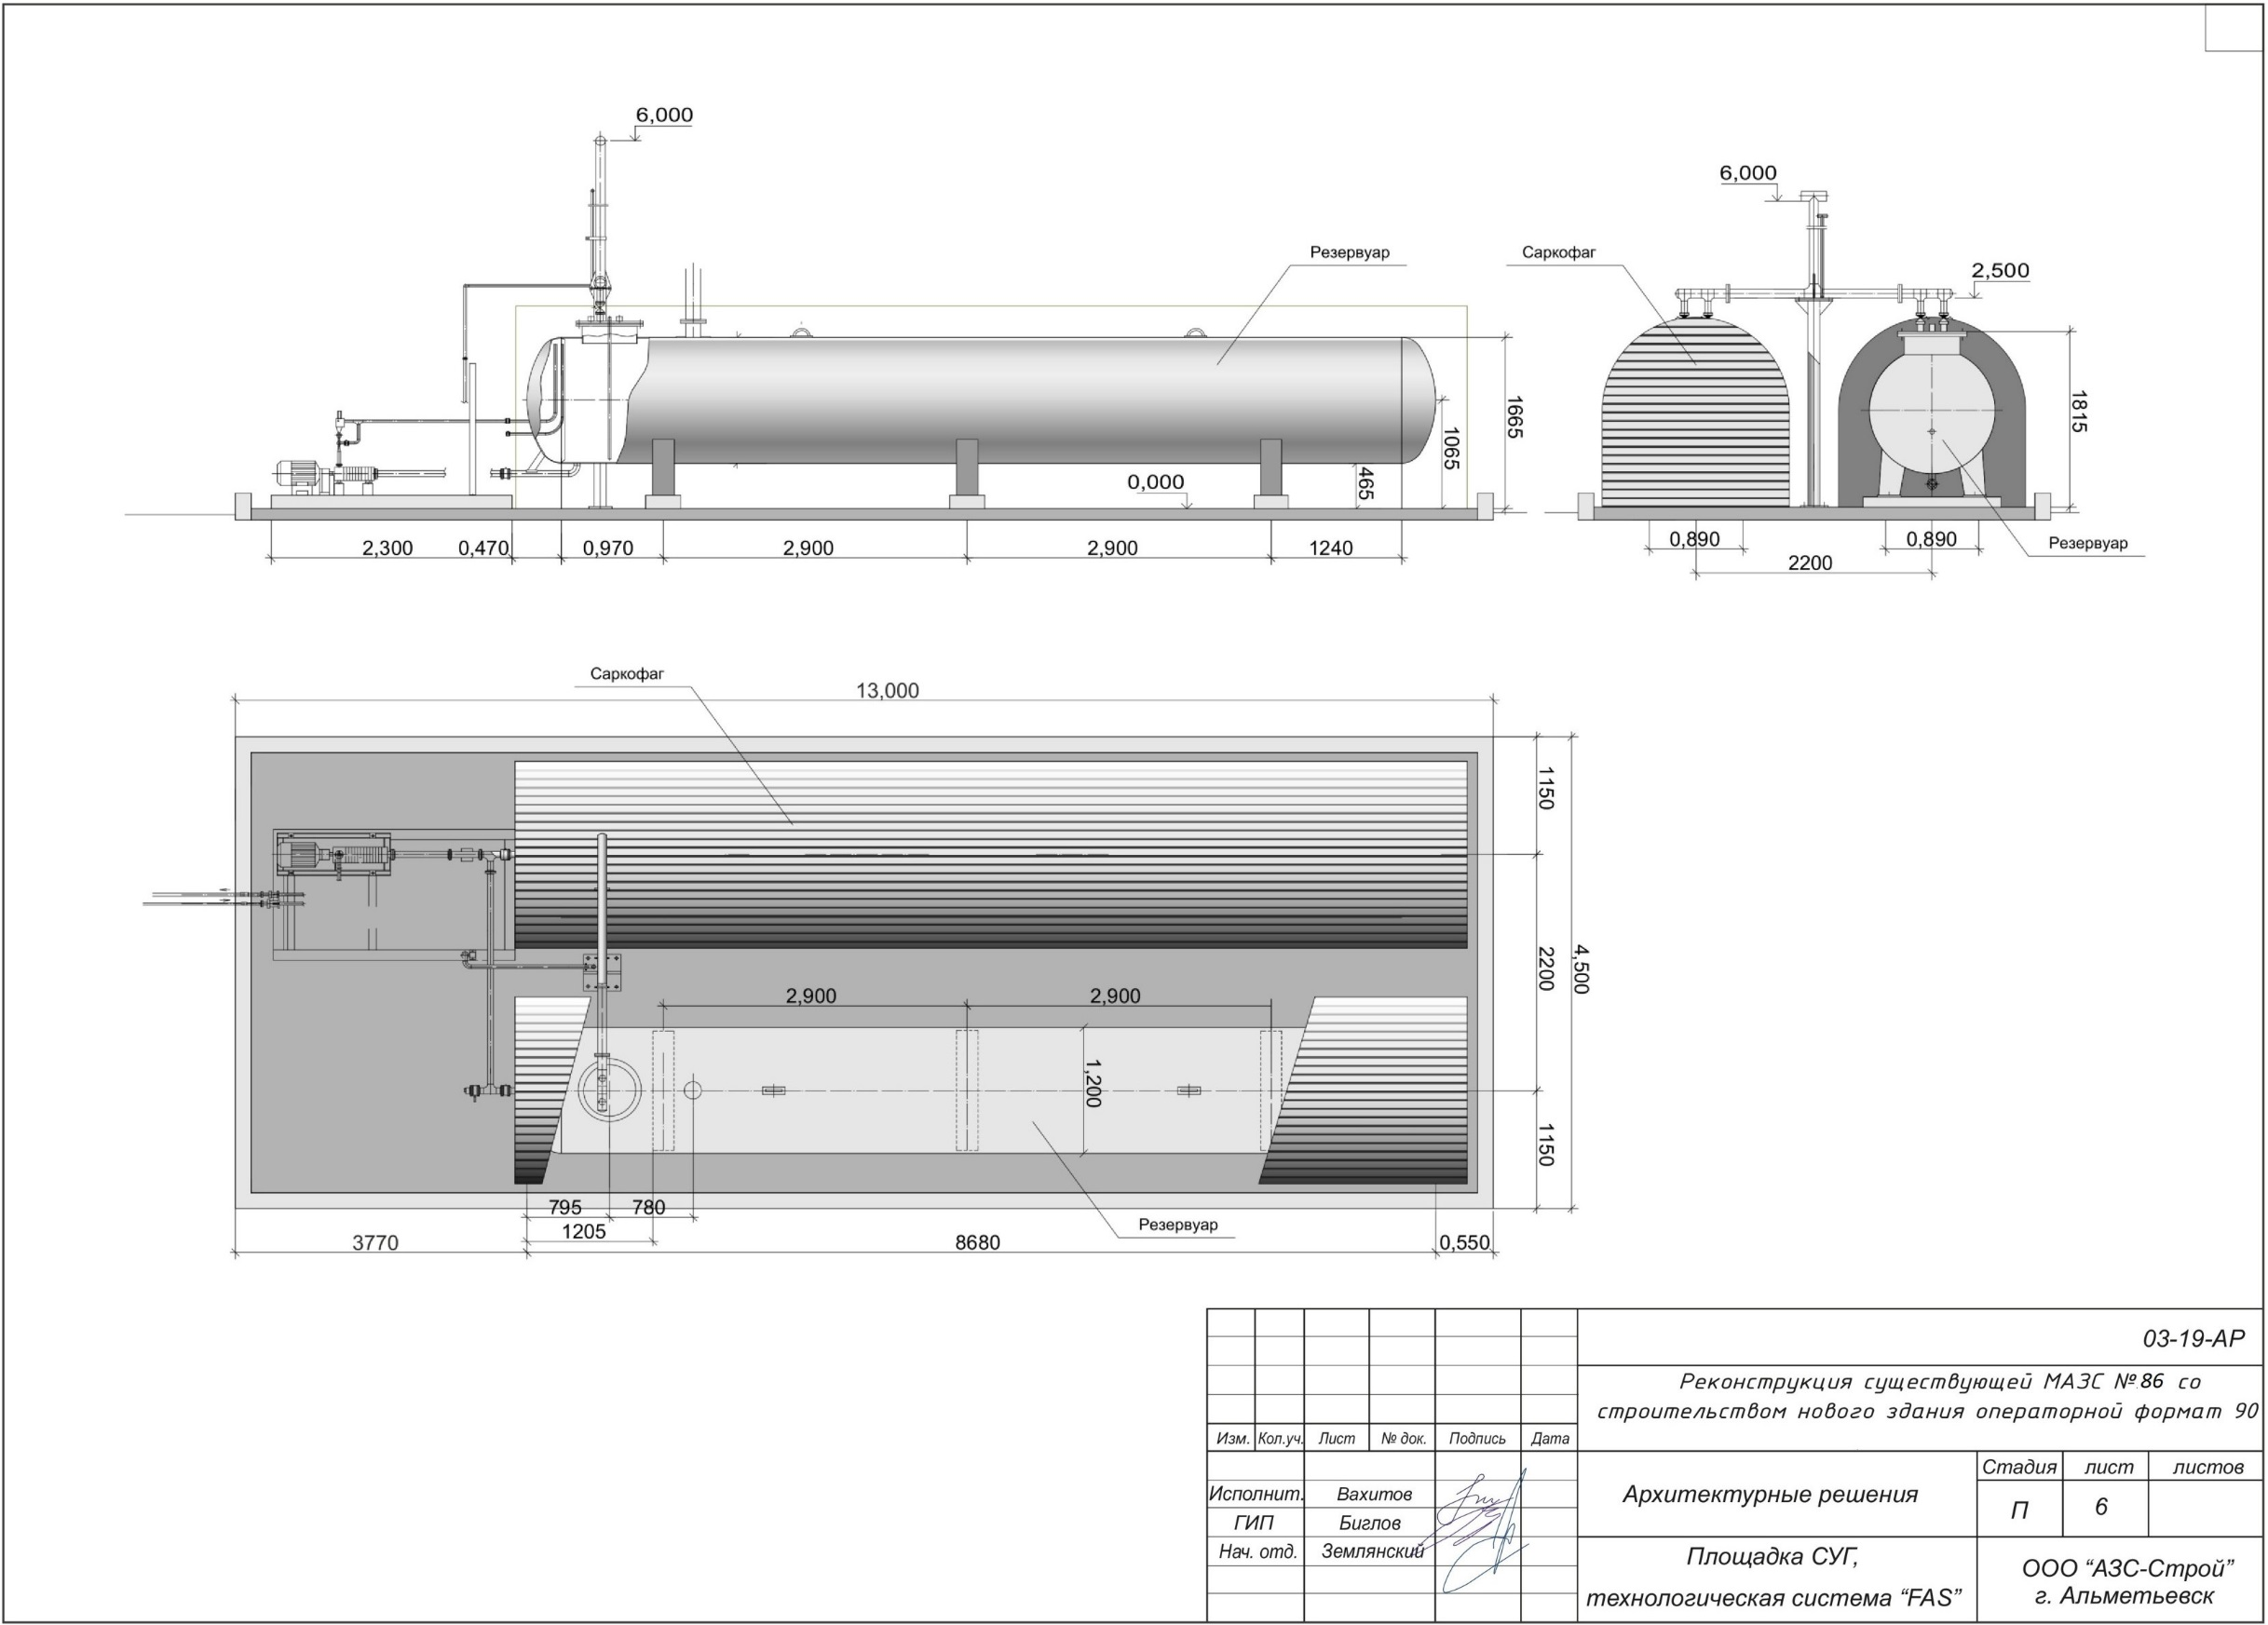 6,000
Резервуар
1665
1065
465
0,000
2,300
0,470
0,970
2,900
2,900
1240
6,000
Саркофаг
2,500
1815
0,890
0,890
2200
Резервуар
Саркофаг
13,000
1150
2200
4,500
1150
2,900
2,900
1,200
795
780
1205
Резервуар
3770
8680
0,550
03-19-АР
Реконструкция существующей МАЗС №86 со
строительством нового здания операторной формат 90
Изм. Кол.уч. Лист № док. Подпись Дата
Архитектурные решения
Стадия лист листов
П 6
Исполнит. Вахитов
ГИП Биглов
Нач. отд. Землянский
Площадка СУГ,
технологическая система “FAS”
ООО “АЗС-Строй”
г. Альметьевск